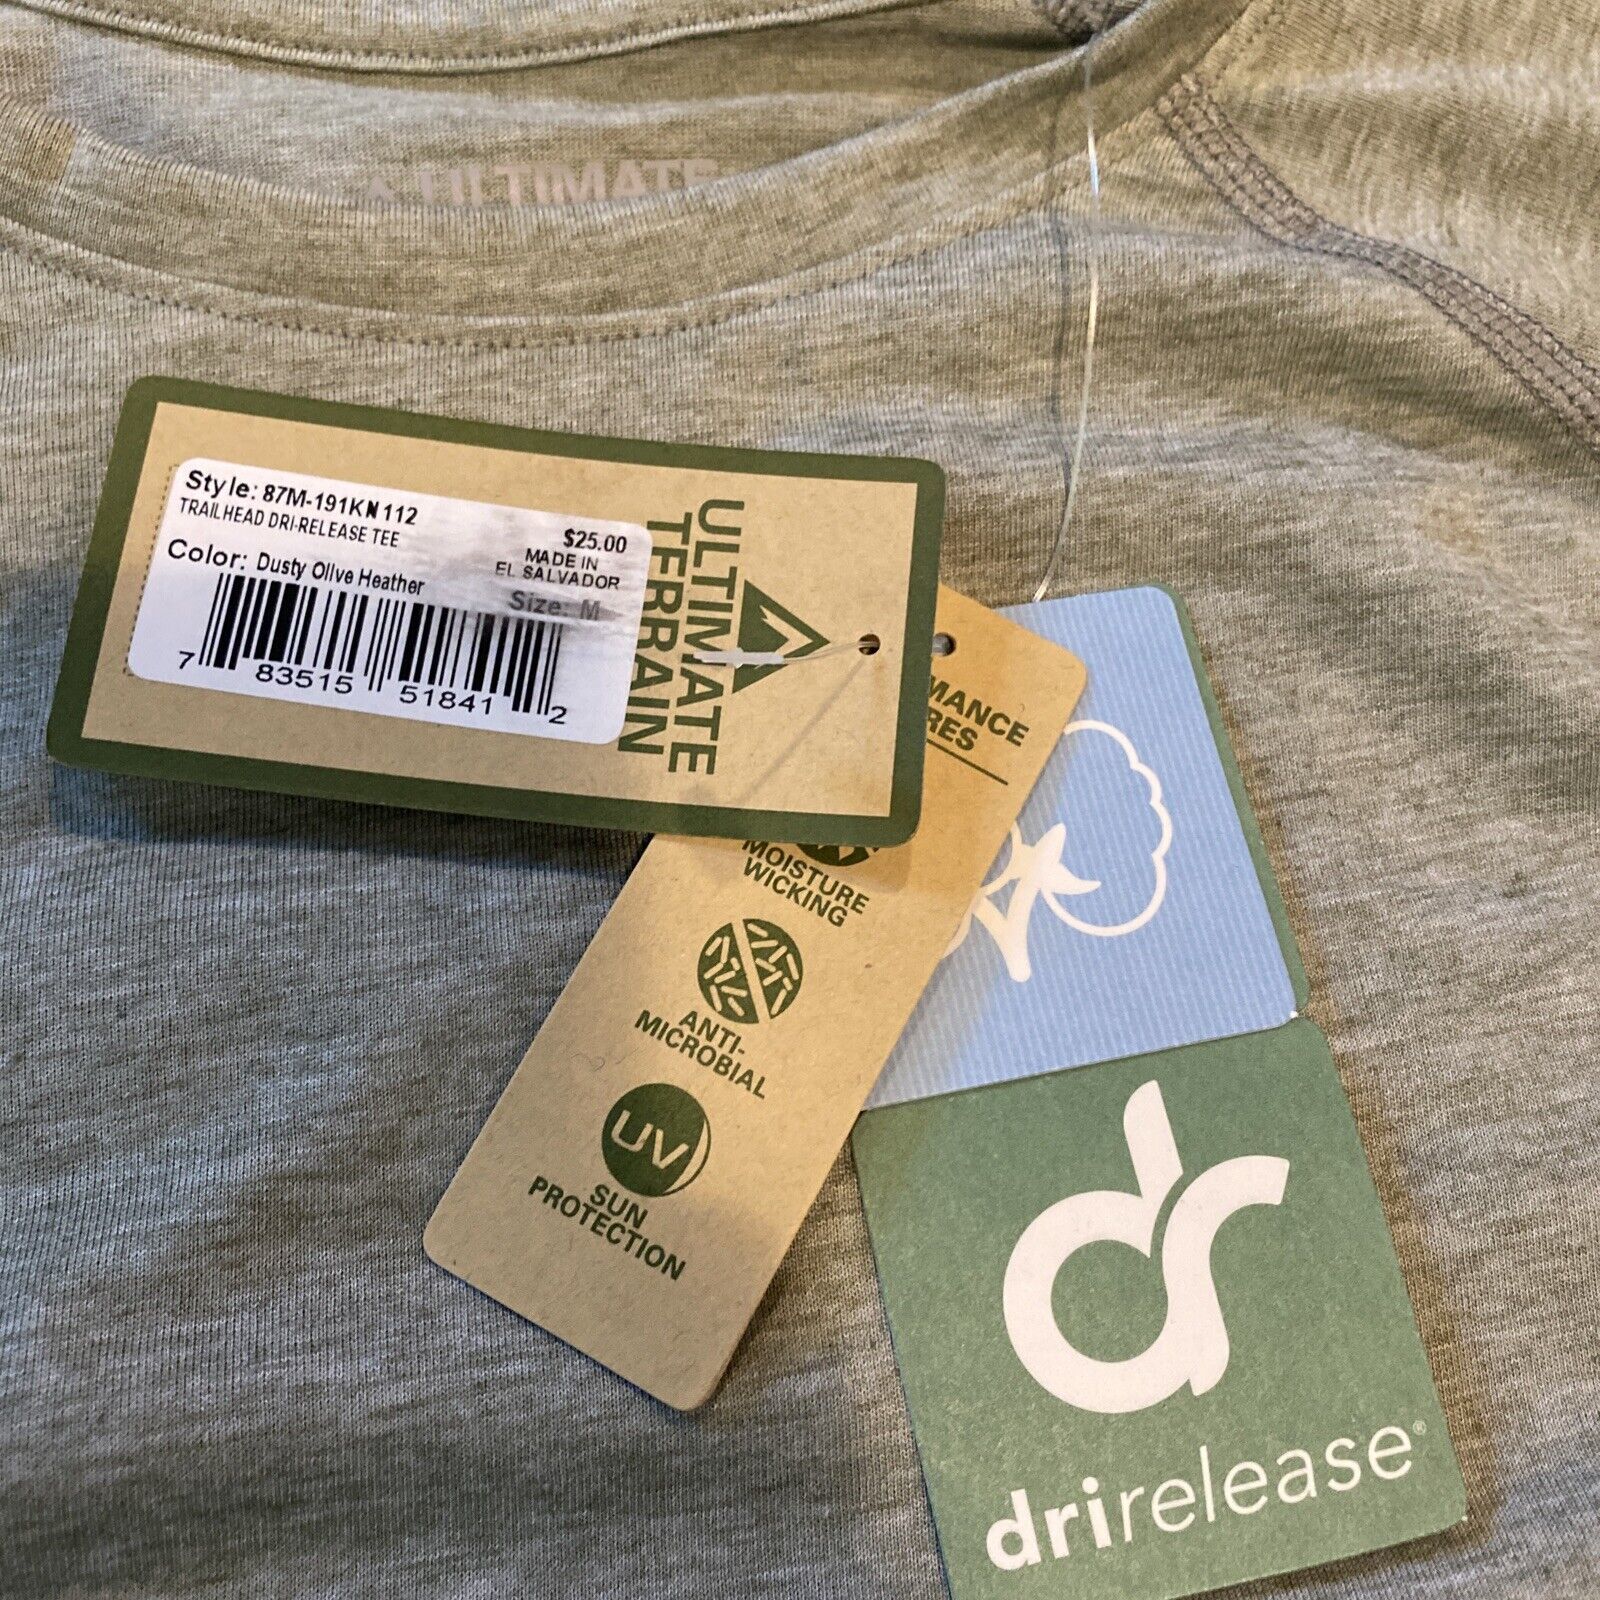 ULTIMATE
Style: 87M-191KN112
TRAILHEAD DRI-RELEASE TEE
$25.00
MADE IN
EL SALVADOR
Color: Dusty Olive Heather
Size: M
7 83515 51841 2
ULTIMATE
TERRAIN
MANCE
RES
MOISTURE
WICKING
ANTI-
MICROBIAL
UV
SUN
PROTECTION
dr
drirelease®